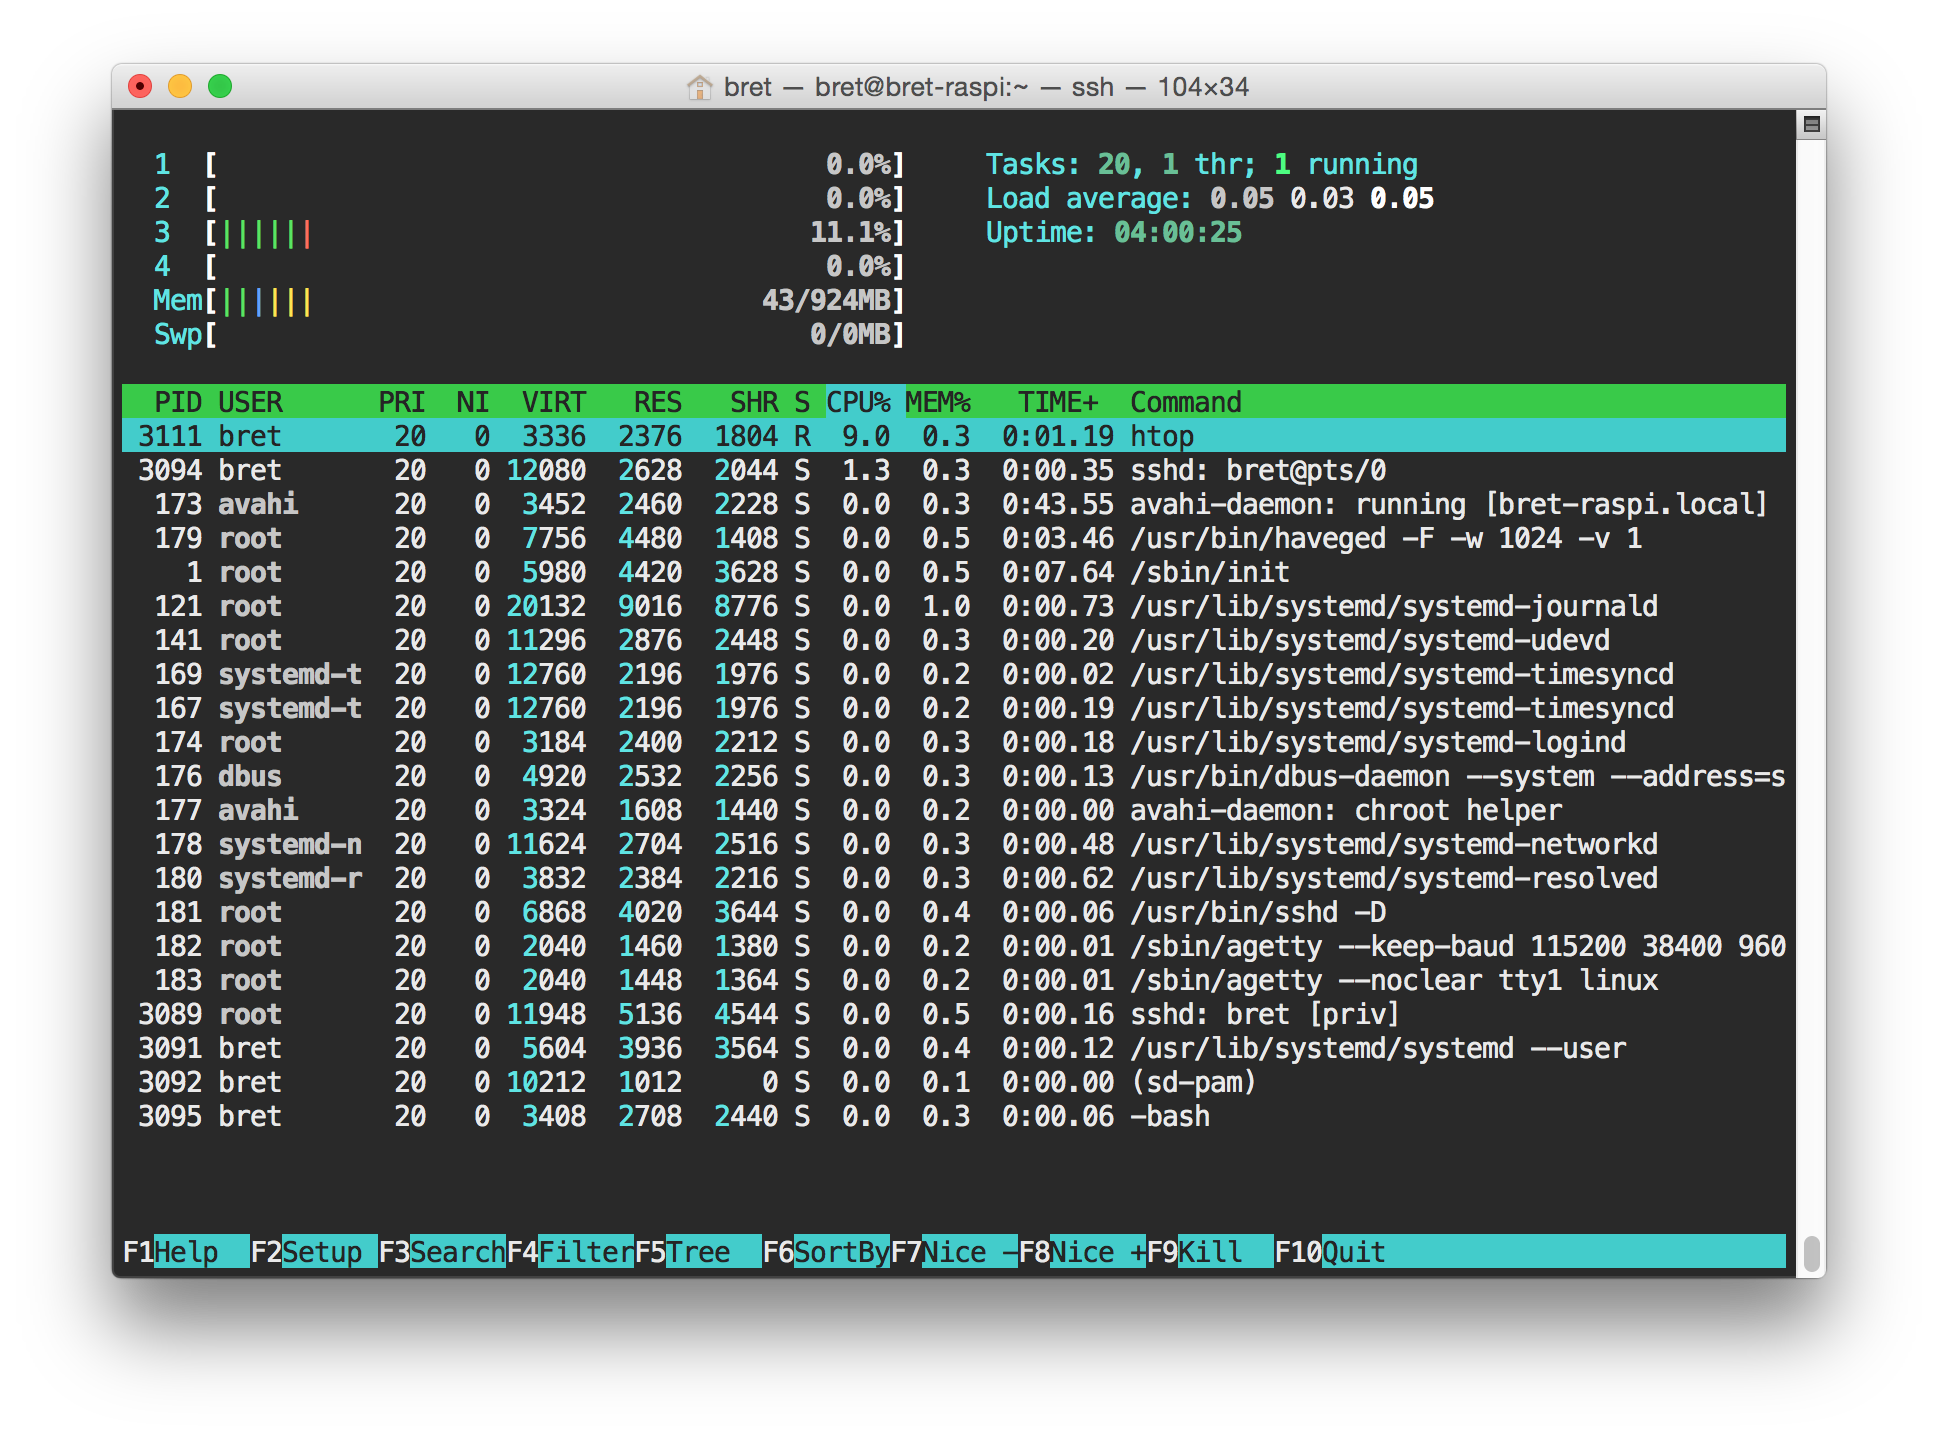 bret — bret@bret-raspi:~ — ssh — 104×34
1 [ 0.0%] Tasks: 20, 1 thr; 1 running
2 [ 0.0%] Load average: 0.05 0.03 0.05
3 [||||||  11.1%] Uptime: 04:00:25
4 [ 0.0%]
Mem[|||||| 43/924MB]
Swp[ 0/0MB]
PID USER PRI NI VIRT RES SHR S CPU% MEM% TIME+ Command
3111 bret 20 0 3336 2376 1804 R 9.0 0.3 0:01.19 htop
3094 bret 20 0 12080 2628 2044 S 1.3 0.3 0:00.35 sshd: bret@pts/0
173 avahi 20 0 3452 2460 2228 S 0.0 0.3 0:43.55 avahi-daemon: running [bret-raspi.local]
179 root 20 0 7756 4480 1408 S 0.0 0.5 0:03.46 /usr/bin/haveged -F -w 1024 -v 1
1 root 20 0 5980 4420 3628 S 0.0 0.5 0:07.64 /sbin/init
121 root 20 0 20132 9016 8776 S 0.0 1.0 0:00.73 /usr/lib/systemd/systemd-journald
141 root 20 0 11296 2876 2448 S 0.0 0.3 0:00.20 /usr/lib/systemd/systemd-udevd
169 systemd-t 20 0 12760 2196 1976 S 0.0 0.2 0:00.02 /usr/lib/systemd/systemd-timesyncd
167 systemd-t 20 0 12760 2196 1976 S 0.0 0.2 0:00.19 /usr/lib/systemd/systemd-timesyncd
174 root 20 0 3184 2400 2212 S 0.0 0.3 0:00.18 /usr/lib/systemd/systemd-logind
176 dbus 20 0 4920 2532 2256 S 0.0 0.3 0:00.13 /usr/bin/dbus-daemon --system --address=s
177 avahi 20 0 3324 1608 1440 S 0.0 0.2 0:00.00 avahi-daemon: chroot helper
178 systemd-n 20 0 11624 2704 2516 S 0.0 0.3 0:00.48 /usr/lib/systemd/systemd-networkd
180 systemd-r 20 0 3832 2384 2216 S 0.0 0.3 0:00.62 /usr/lib/systemd/systemd-resolved
181 root 20 0 6868 4020 3644 S 0.0 0.4 0:00.06 /usr/bin/sshd -D
182 root 20 0 2040 1460 1380 S 0.0 0.2 0:00.01 /sbin/agetty --keep-baud 115200 38400 960
183 root 20 0 2040 1448 1364 S 0.0 0.2 0:00.01 /sbin/agetty --noclear tty1 linux
3089 root 20 0 11948 5136 4544 S 0.0 0.5 0:00.16 sshd: bret [priv]
3091 bret 20 0 5604 3936 3564 S 0.0 0.4 0:00.12 /usr/lib/systemd/systemd --user
3092 bret 20 0 10212 1012 0 S 0.0 0.1 0:00.00 (sd-pam)
3095 bret 20 0 3408 2708 2440 S 0.0 0.3 0:00.06 -bash
F1Help F2Setup F3SearchF4FilterF5Tree F6SortByF7Nice -F8Nice +F9Kill F10Quit